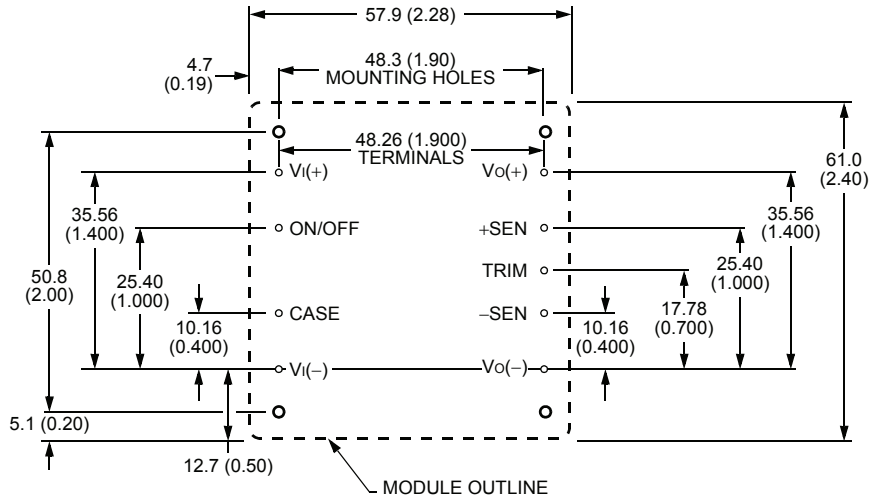 57.9 (2.28)
4.7
(0.19)
48.3 (1.90)
MOUNTING HOLES
48.26 (1.900)
TERMINALS
VI(+)
VO(+)
61.0
(2.40)
35.56
(1.400)
35.56
(1.400)
ON/OFF
+SEN
50.8
(2.00)
25.40
(1.000)
25.40
(1.000)
TRIM
17.78
(0.700)
CASE
–SEN
10.16
(0.400)
10.16
(0.400)
VI(–)
VO(–)
5.1 (0.20)
12.7 (0.50)
MODULE OUTLINE